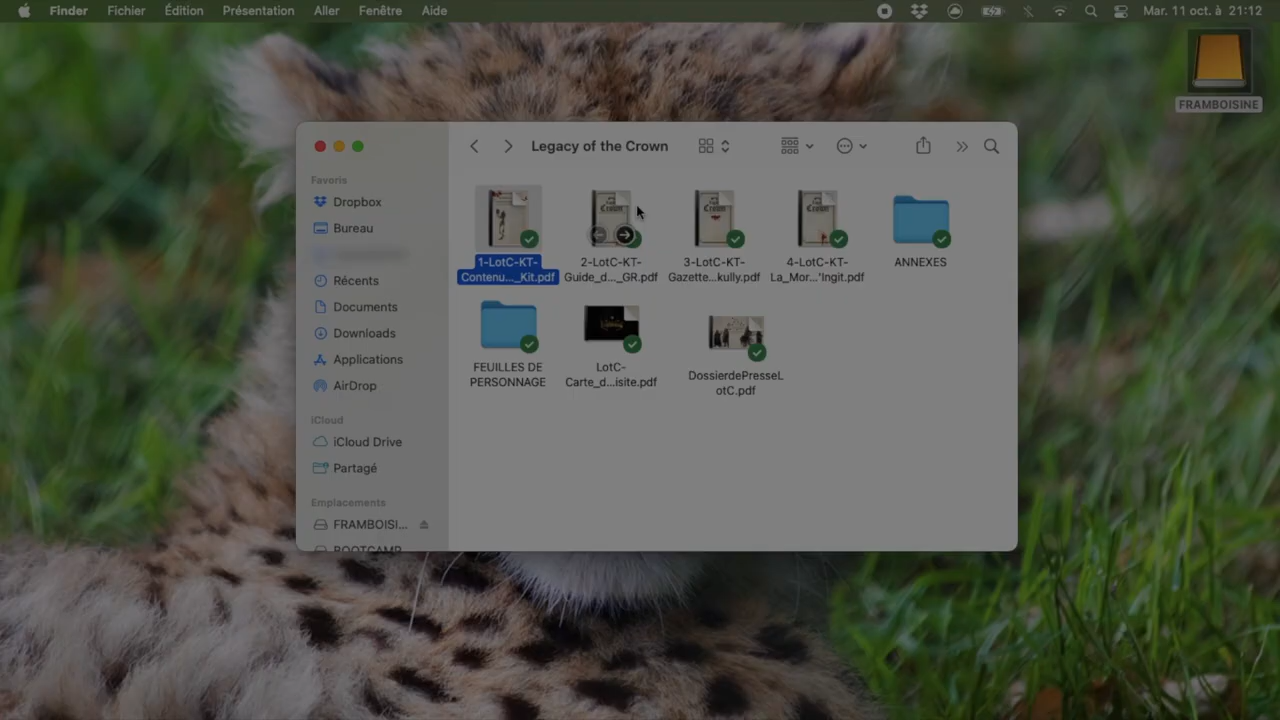 Finder Fichier Édition Présentation Aller Fenêtre Aide Mar. 11 oct. à 21:12
FRAMBOISINE
Legacy of the Crown
Favoris
Dropbox
Bureau
Récents
Documents
Downloads
Applications
AirDrop
iCloud
iCloud Drive
Partagé
Emplacements
FRAMBOISI...
BOOTCAMP
1-LotC-KT-
Contenu..._Kit.pdf
2-LotC-KT-
Guide_d..._GR.pdf
3-LotC-KT-
Gazette...kully.pdf
4-LotC-KT-
La_Mor...'Ingit.pdf
ANNEXES
FEUILLES DE
PERSONNAGE
LotC-
Carte_d...isite.pdf
DossierdePresseL
otC.pdf